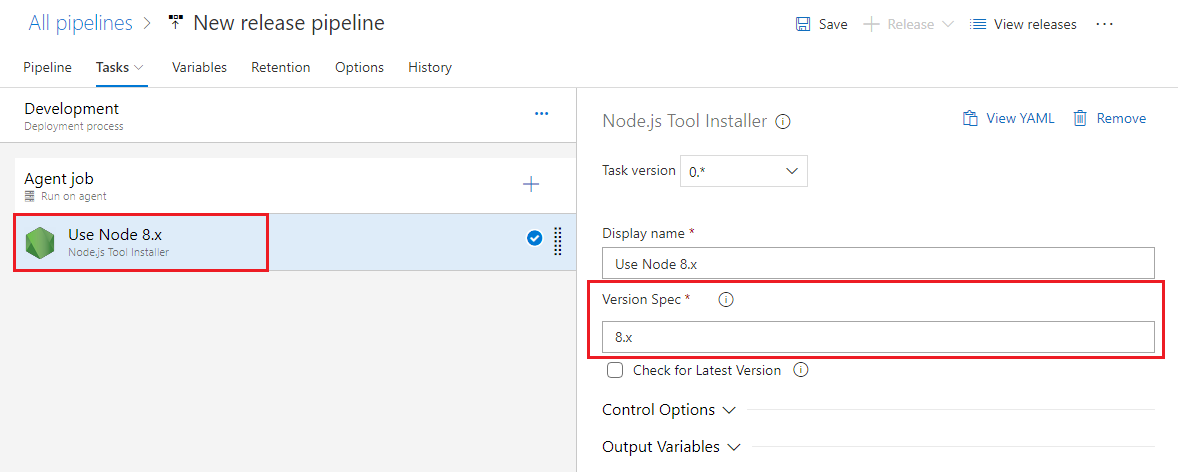 All pipelines > New release pipeline
Save Release View releases ...
Pipeline Tasks Variables Retention Options History
Development
Deployment process
...
Agent job
Run on agent
Use Node 8.x
Node.js Tool Installer
Node.js Tool Installer
View YAML Remove
Task version 0.*
Display name *
Use Node 8.x
Version Spec *
8.x
Check for Latest Version
Control Options
Output Variables